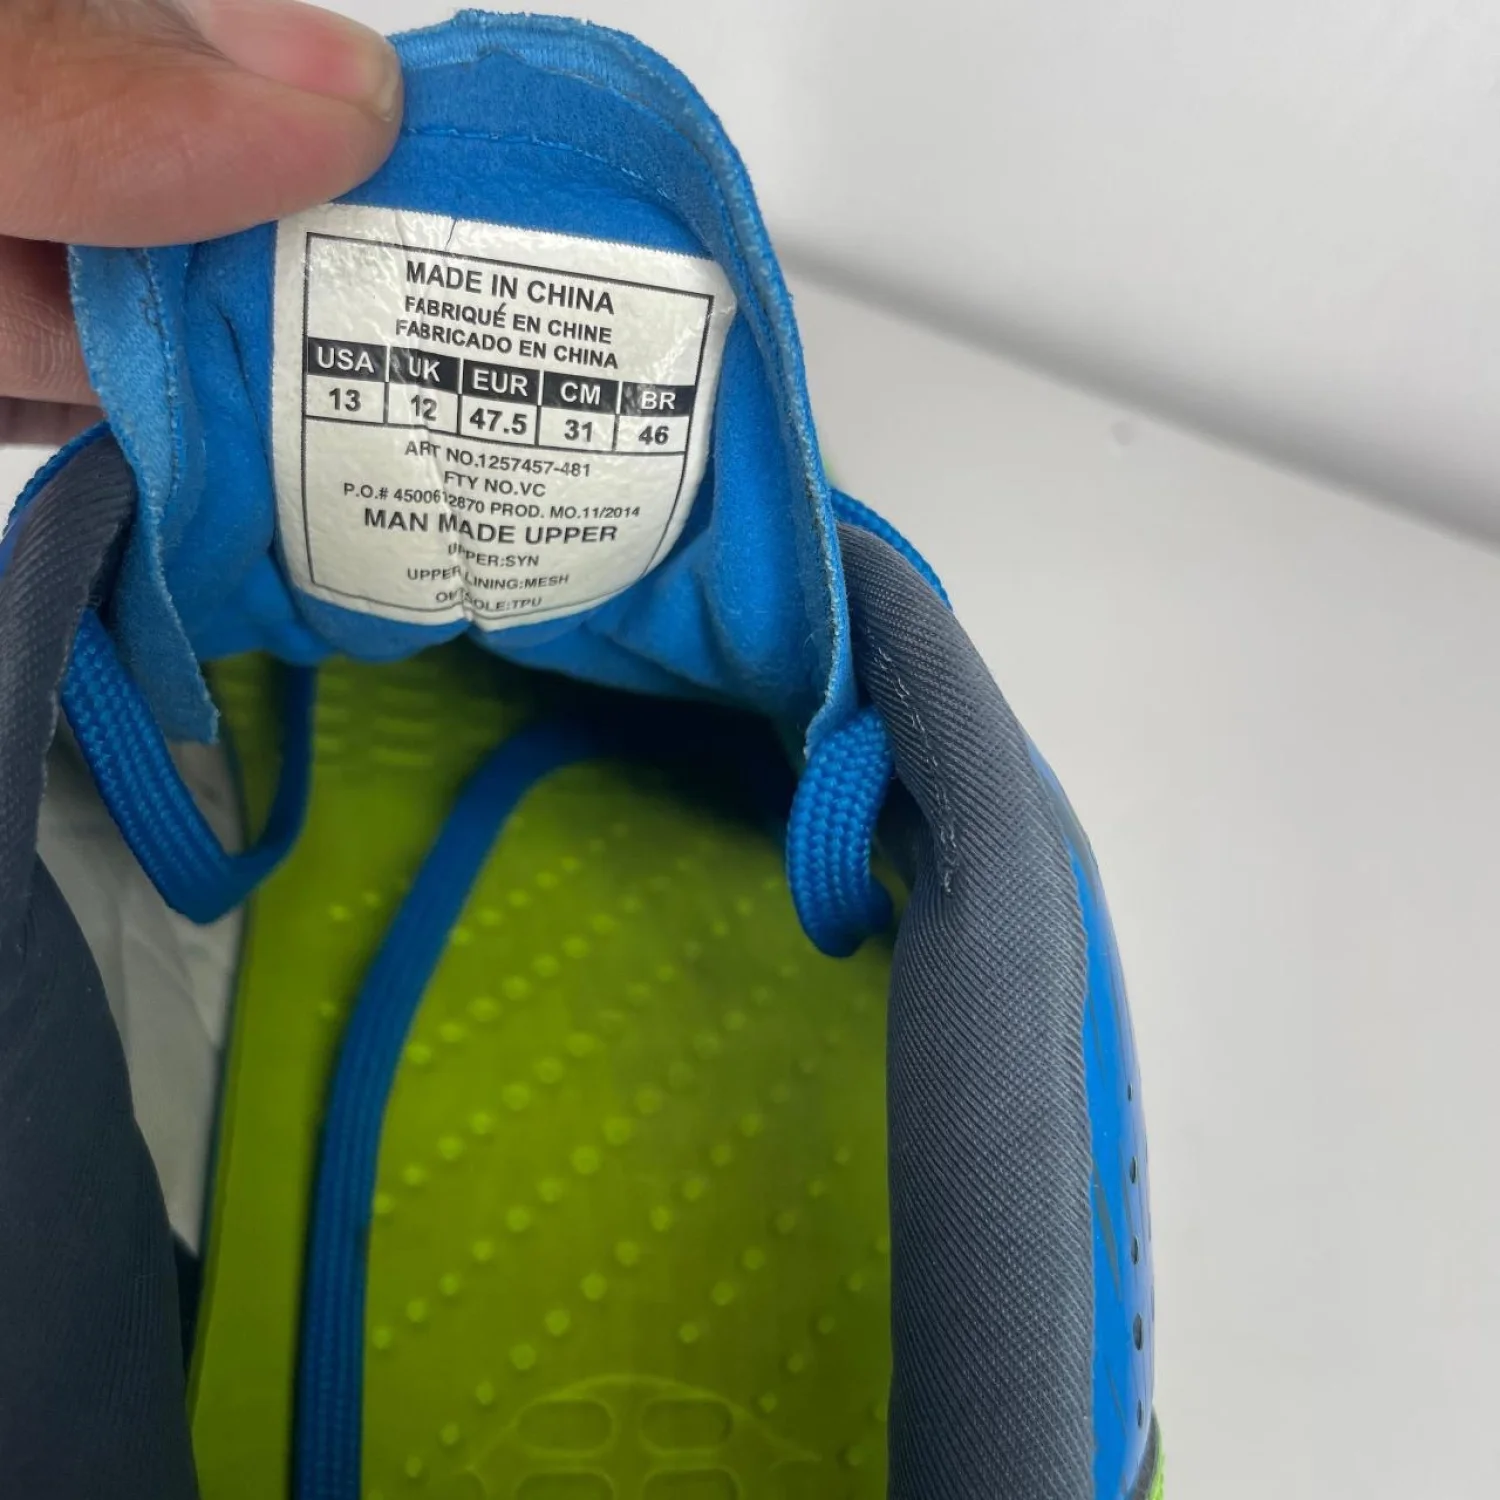 MADE IN CHINA
FABRIQUÉ EN CHINE
FABRICADO EN CHINA
USA UK EUR CM BR
13 12 47.5 31 46
ART NO.1257457-481
FTY NO.VC
P.O.# 4500612870 PROD. MO.11/2014
MAN MADE UPPER
UPPER:SYN
UPPER LINING:MESH
OUTSOLE:TPU